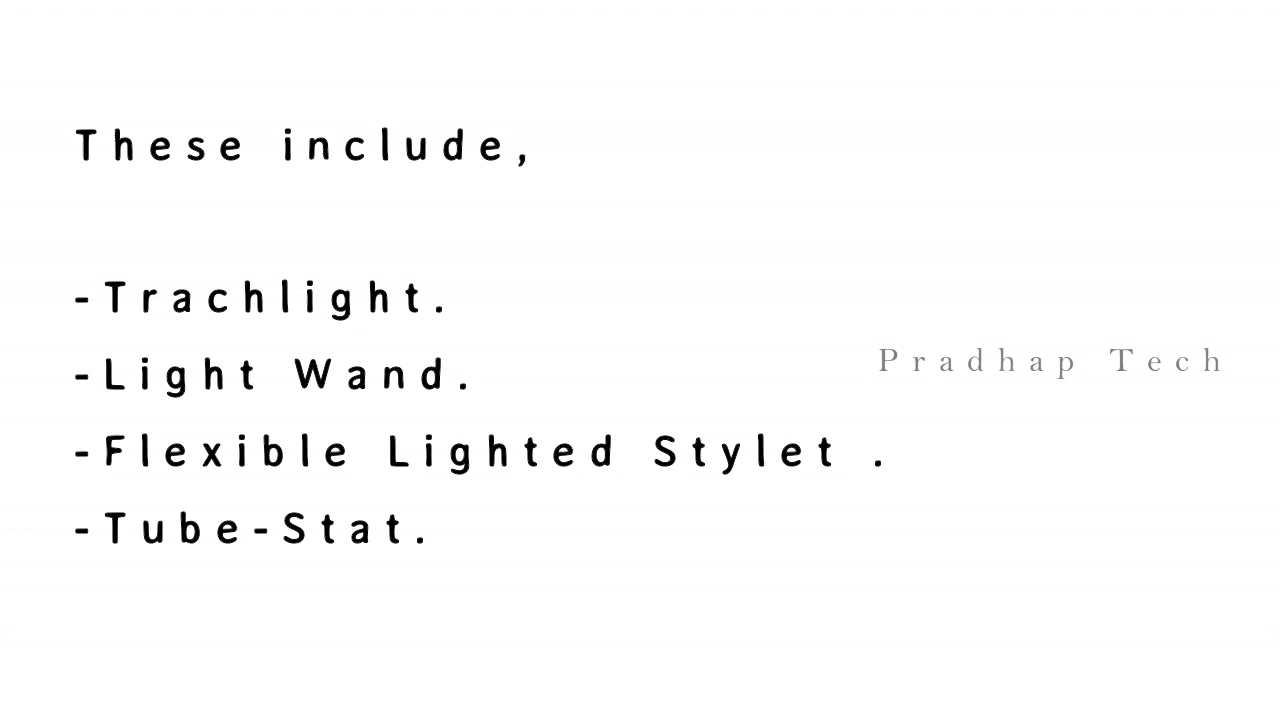 These include,
-Trachlight.
-Light Wand.
Pradhap Tech
-Flexible Lighted Stylet .
-Tube-Stat.